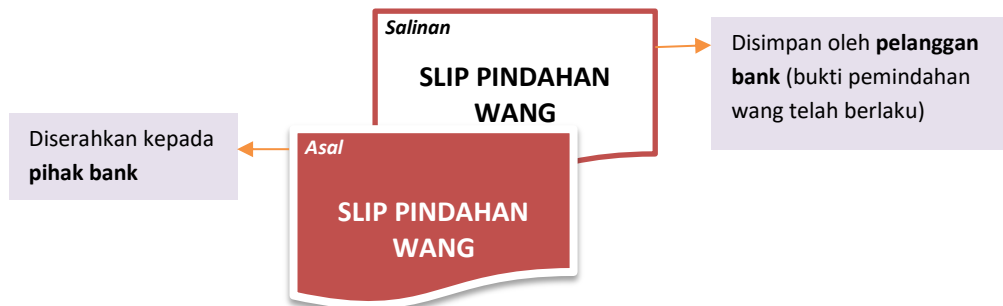 Salinan
SLIP PINDAHAN
WANG
Disimpan oleh pelanggan
bank (bukti pemindahan
wang telah berlaku)
Diserahkan kepada
pihak bank
Asal
SLIP PINDAHAN
WANG